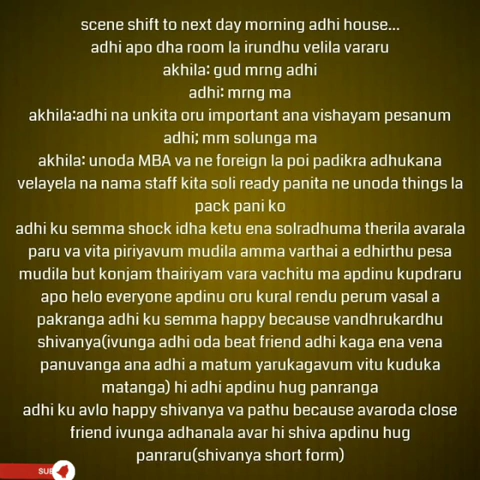 scene shift to next day morning adhi house...
adhi apo dha room la irundhu velila vararu
akhila: gud mrng adhi
adhi: mrng ma
akhila:adhi na unkita oru important ana vishayam pesanum
adhi; mm solunga ma
akhila: unoda MBA va ne foreign la poi padikra adhukana
velayela na nama staff kita soli ready panita ne unoda things la
pack pani ko
adhi ku semma shock idha ketu ena solradhuma therila avarala
paru va vita piriyavum mudila amma varthai a edhirthu pesa
mudila but konjam thairiyam vara vachitu ma apdinu kupdraru
apo helo everyone apdinu oru kural rendu perum vasal a
pakranga adhi ku semma happy because vandhrukardhu
shivanya(ivunga adhi oda beat friend adhi kaga ena vena
panuvanga ana adhi a matum yarukagavum vitu kuduka
matanga) hi adhi apdinu hug panranga
adhi ku avlo happy shivanya va pathu because avaroda close
friend ivunga adhanala avar hi shiva apdinu hug
panraru(shivanya short form)